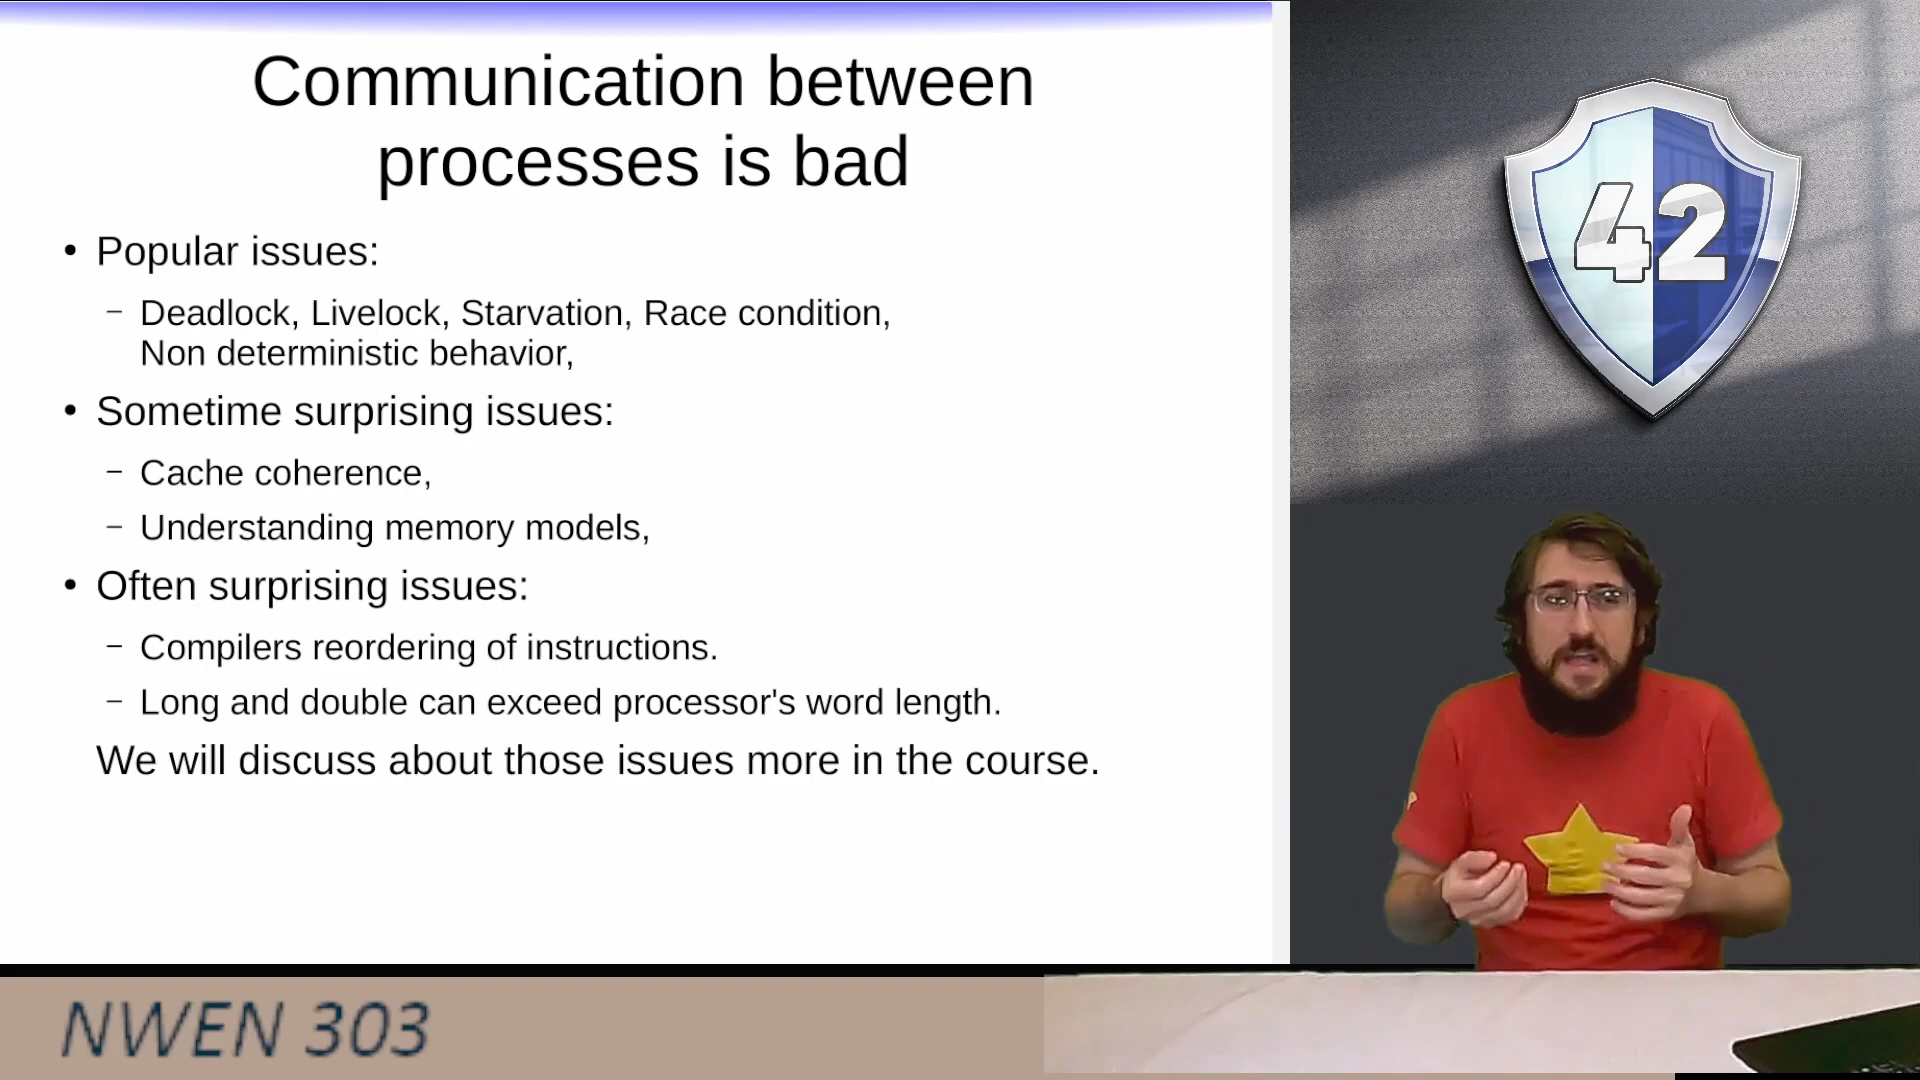 Communication between
processes is bad
• Popular issues:
– Deadlock, Livelock, Starvation, Race condition,
Non deterministic behavior,
• Sometime surprising issues:
– Cache coherence,
– Understanding memory models,
• Often surprising issues:
– Compilers reordering of instructions.
– Long and double can exceed processor's word length.
We will discuss about those issues more in the course.
42
NWEN 303